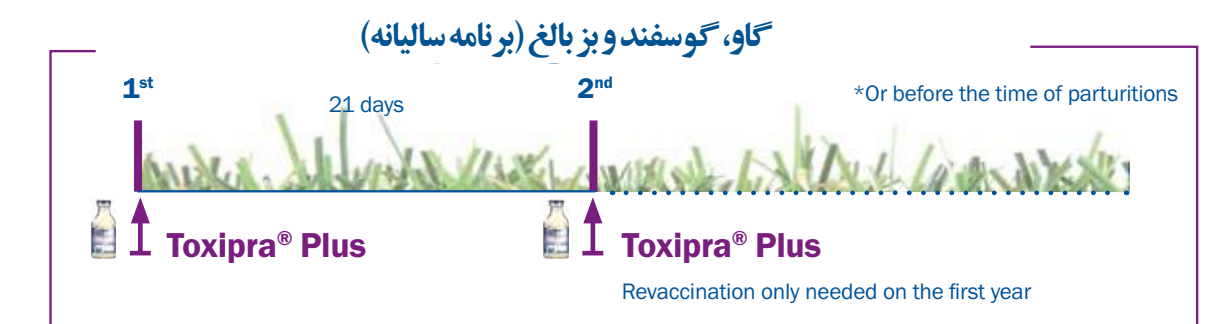 گاو، گوسفند و بز بالغ (برنامه سالیانه)
1st
21 days
2nd
*Or before the time of parturitions
Toxipra® Plus
Toxipra® Plus
Revaccination only needed on the first year